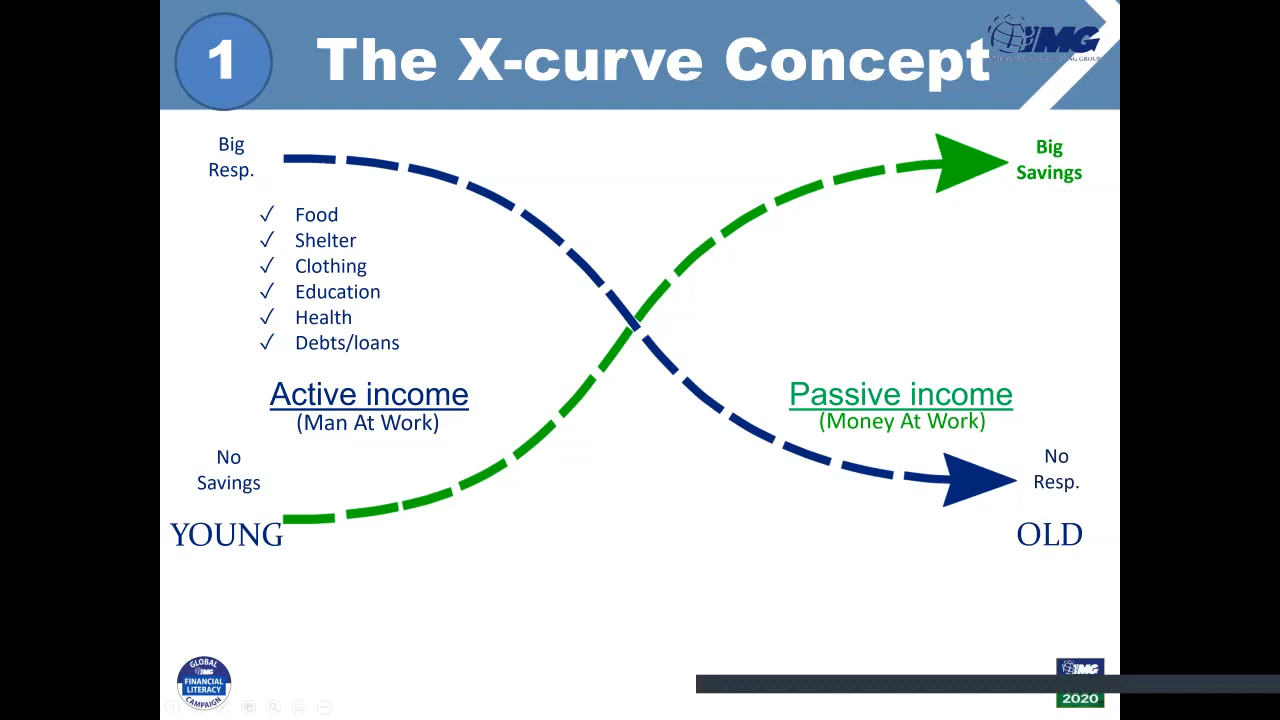 1
The X-curve Concept
IMG
Big
Resp.
Big
Savings
✓ Food
✓ Shelter
✓ Clothing
✓ Education
✓ Health
✓ Debts/loans
Active income
(Man At Work)
Passive income
(Money At Work)
No
Savings
No
Resp.
YOUNG
OLD
GLOBAL
IMG
FINANCIAL
LITERACY
CAMPAIGN
IMG
2020